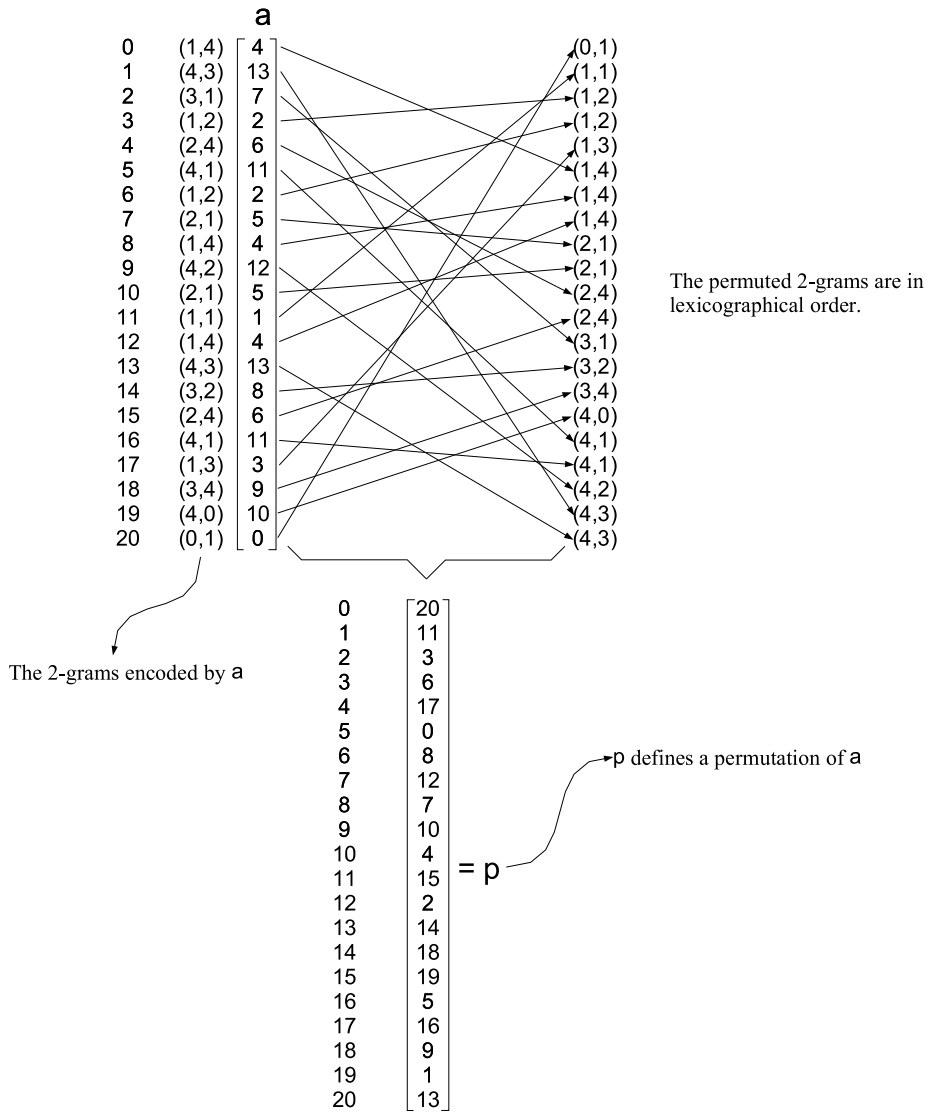 a
0 (1,4) 4 (0,1)
1 (4,3) 13 (1,1)
2 (3,1) 7 (1,2)
3 (1,2) 2 (1,2)
4 (2,4) 6 (1,3)
5 (4,1) 11 (1,4)
6 (1,2) 2 (1,4)
7 (2,1) 5 (1,4)
8 (1,4) 4 (2,1)
9 (4,2) 12 (2,1)
10 (2,1) 5 (2,4)
11 (1,1) 1 (2,4)
12 (1,4) 4 (3,1)
13 (4,3) 13 (3,2)
14 (3,2) 8 (3,4)
15 (2,4) 6 (4,0)
16 (4,1) 11 (4,1)
17 (1,3) 3 (4,1)
18 (3,4) 9 (4,2)
19 (4,0) 10 (4,3)
20 (0,1) 0 (4,3)
The permuted 2-grams are in
lexicographical order.
The 2-grams encoded by a
0 20
1 11
2 3
3 6
4 17
5 0
6 8
7 12
8 7
9 10
10 4
11 15
12 2
13 14
14 18
15 19
16 5
17 16
18 9
19 1
20 13
= p
p defines a permutation of a